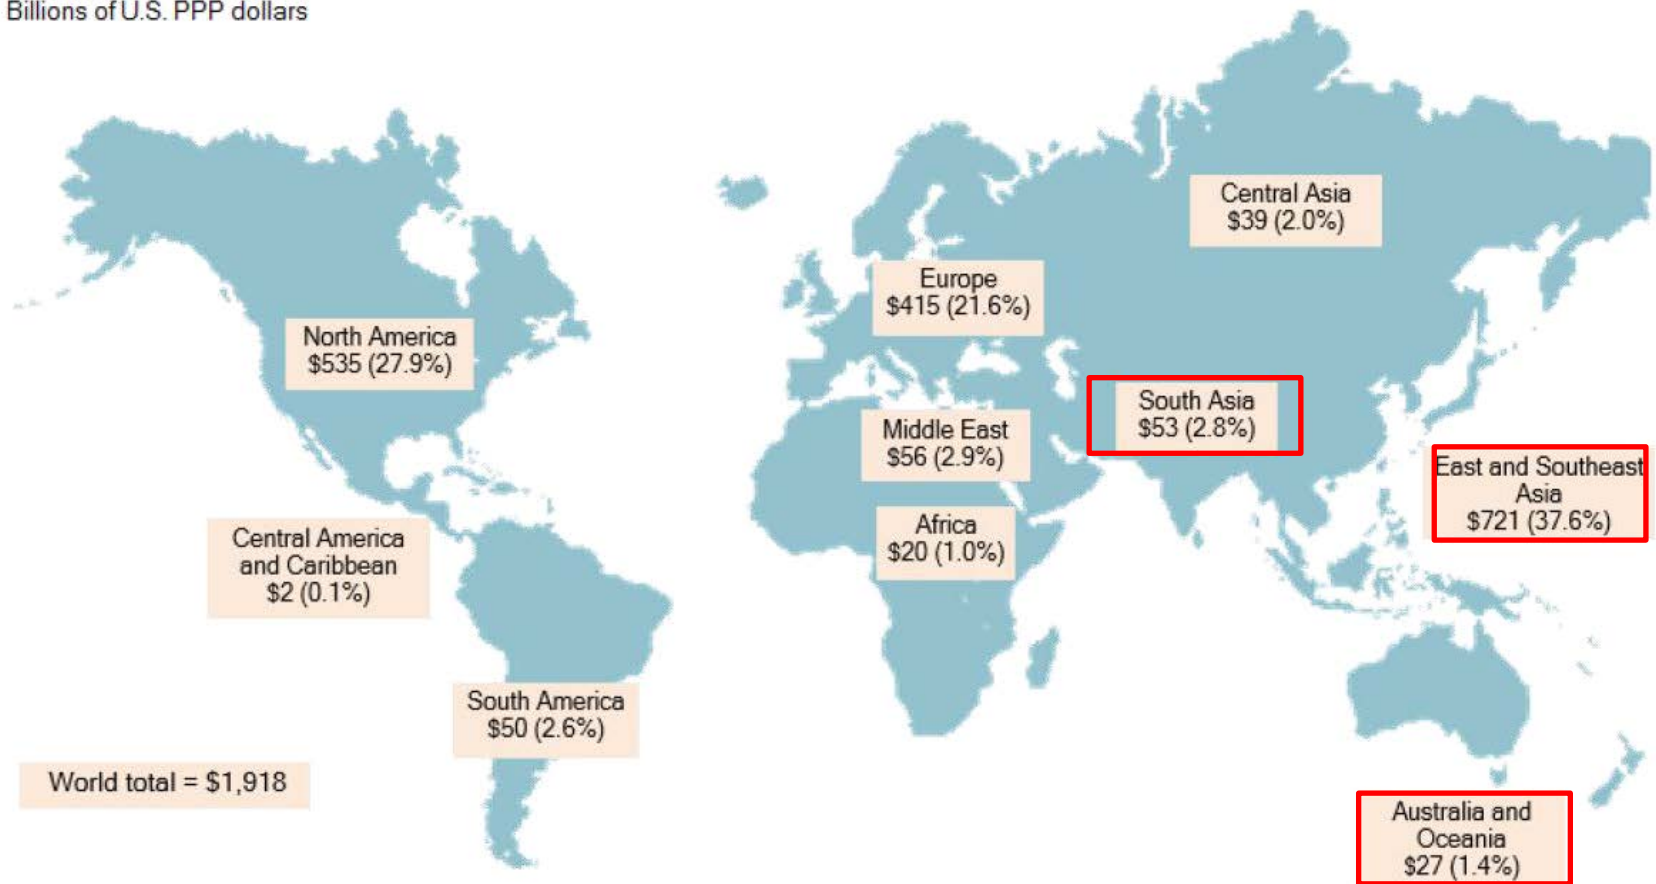 Billions of U.S. PPP dollars
Central Asia
$39 (2.0%)
Europe
$415 (21.6%)
North America
$535 (27.9%)
South Asia
$53 (2.8%)
Middle East
$56 (2.9%)
East and Southeast
Asia
$721 (37.6%)
Africa
$20 (1.0%)
Central America
and Caribbean
$2 (0.1%)
South America
$50 (2.6%)
World total = $1,918
Australia and
Oceania
$27 (1.4%)